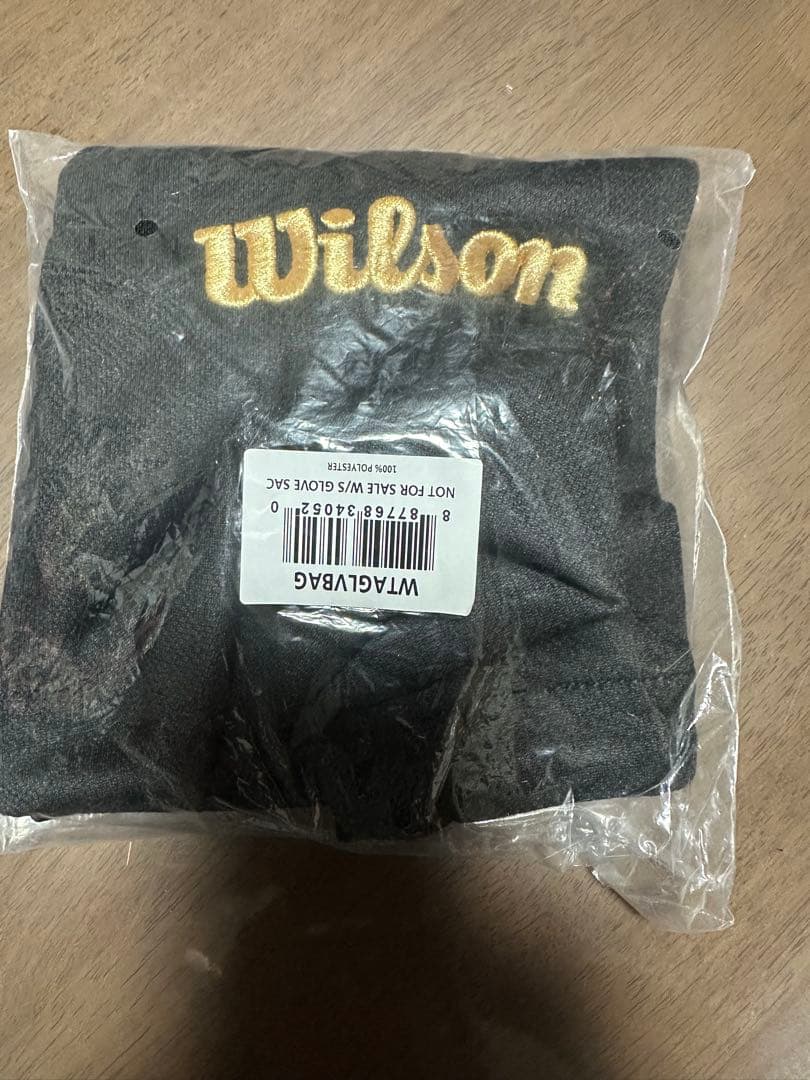 Wilson
WTAGLVBAG
8 87768 34052 0
NOT FOR SALE W/S GLOVE SAC
100% POLYESTER